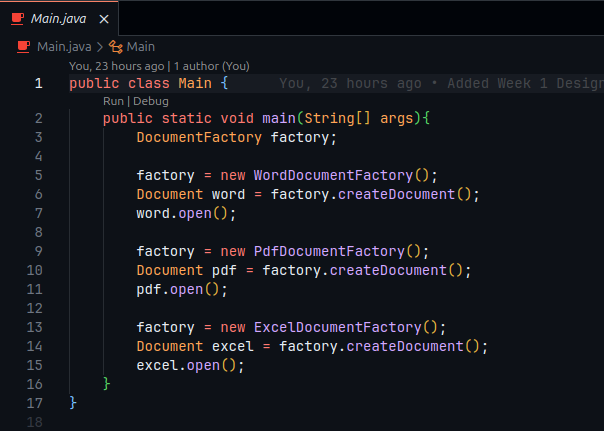 Main.java ×
Main.java > Main
You, 23 hours ago | 1 author (You)
1 public class Main { You, 23 hours ago • Added Week 1 Design
Run | Debug
2 public static void main(String[] args){
3 DocumentFactory factory;
4
5 factory = new WordDocumentFactory();
6 Document word = factory.createDocument();
7 word.open();
8
9 factory = new PdfDocumentFactory();
10 Document pdf = factory.createDocument();
11 pdf.open();
12
13 factory = new ExcelDocumentFactory();
14 Document excel = factory.createDocument();
15 excel.open();
16 }
17 }
18